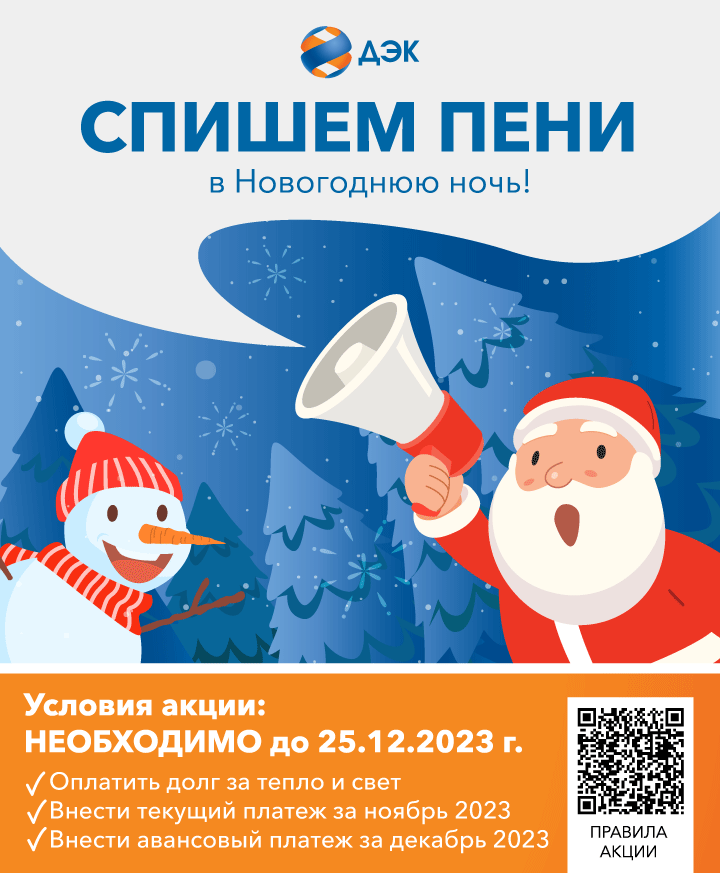 ДЭК
СПИШЕМ ПЕНИ
в Новогоднюю ночь!
Условия акции:
НЕОБХОДИМО до 25.12.2023 г.
✓Оплатить долг за тепло и свет
✓Внести текущий платеж за ноябрь 2023
✓Внести авансовый платеж за декабрь 2023
ПРАВИЛА
АКЦИИ